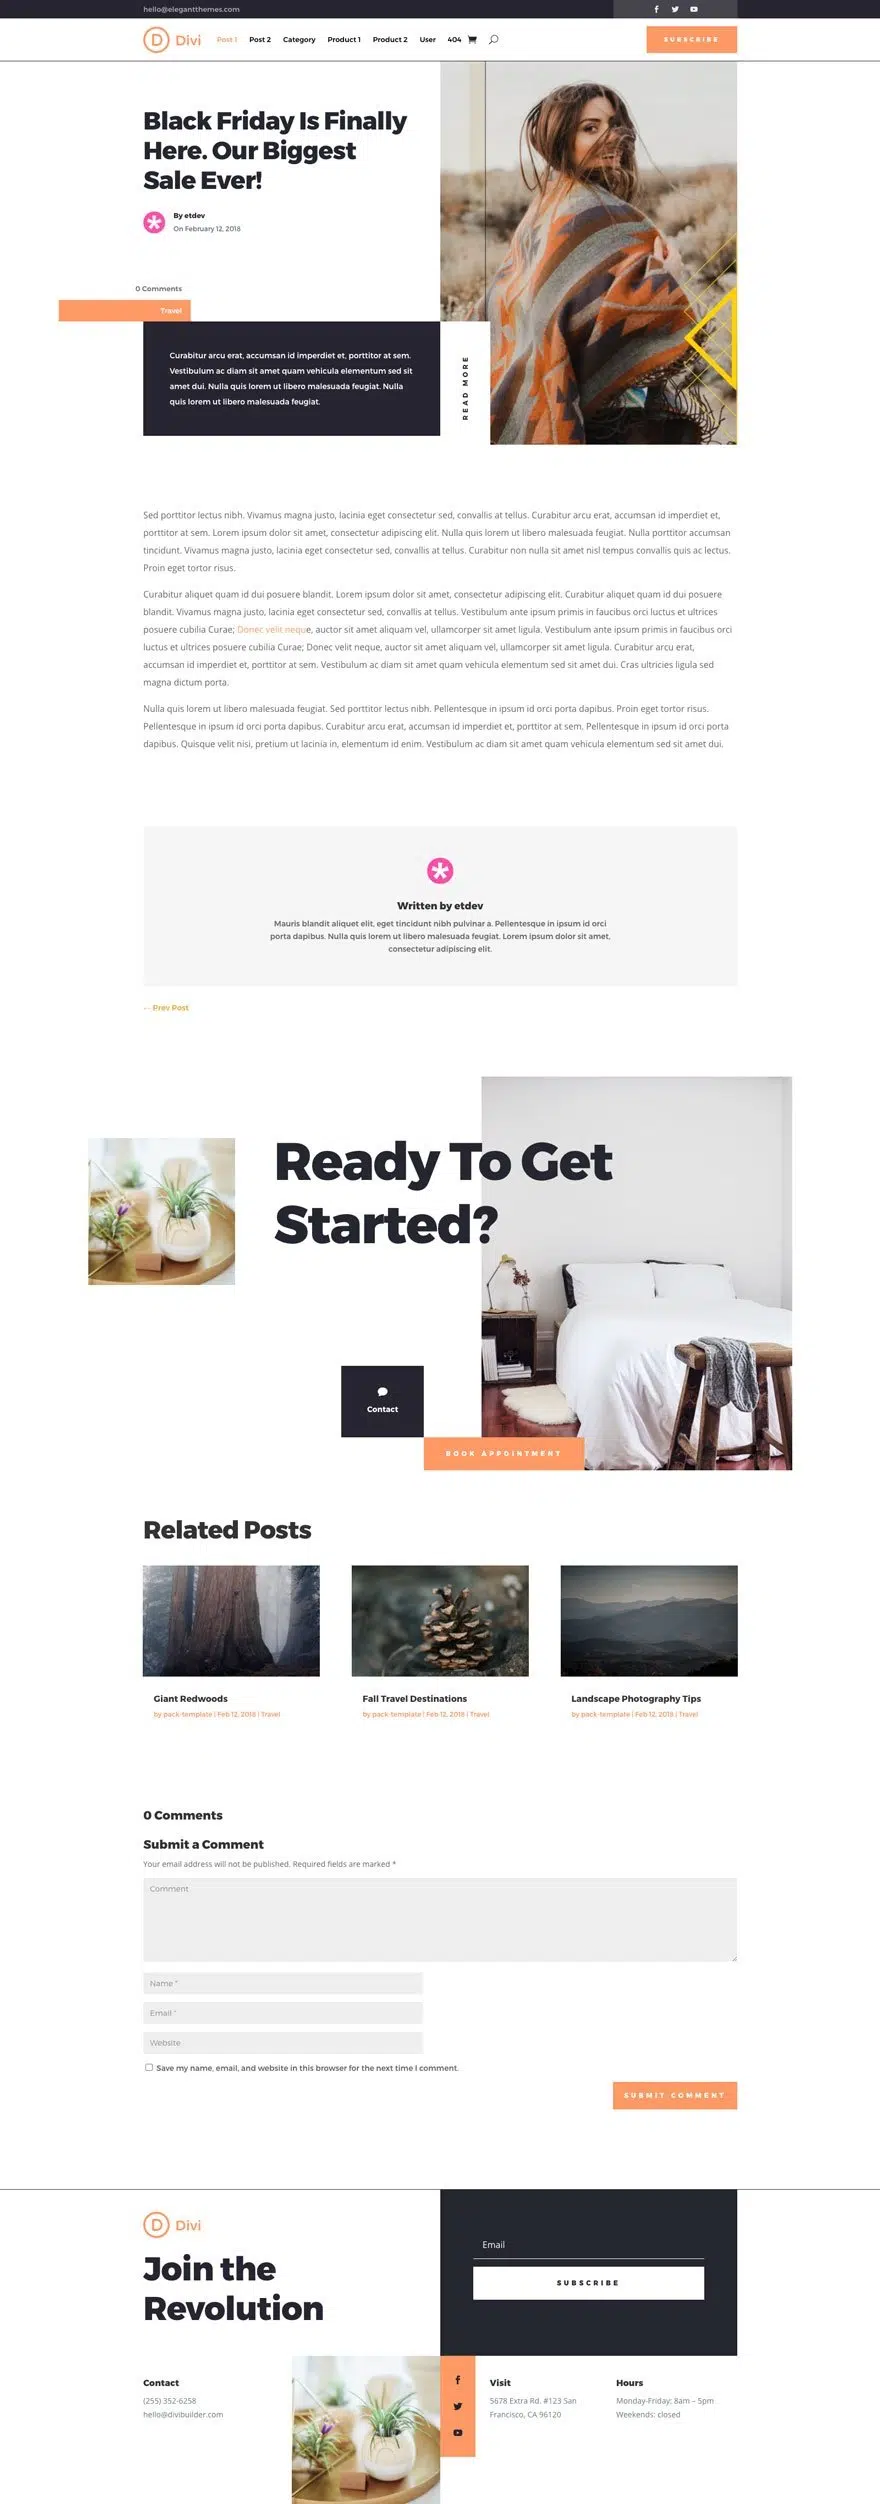 hello@elegantthemes.com
Divi
Post 1 Post 2 Category Product 1 Product 2 User 404
SUBSCRIBE
Black Friday Is Finally
Here. Our Biggest
Sale Ever!
By etdev
On February 12, 2018
0 Comments
Travel
Curabitur arcu erat, accumsan id imperdiet et, porttitor at sem.
Vestibulum ac diam sit amet quam vehicula elementum sed sit
amet dui. Nulla quis lorem ut libero malesuada feugiat. Nulla
quis lorem ut libero malesuada feugiat.
READ MORE
Sed porttitor lectus nibh. Vivamus magna justo, lacinia eget consectetur sed, convallis at tellus. Curabitur arcu erat, accumsan id imperdiet et,
porttitor at sem. Lorem ipsum dolor sit amet, consectetur adipiscing elit. Nulla quis lorem ut libero malesuada feugiat. Nulla porttitor accumsan
tincidunt. Vivamus magna justo, lacinia eget consectetur sed, convallis at tellus. Curabitur non nulla sit amet nisl tempus convallis quis ac lectus.
Proin eget tortor risus.
Curabitur aliquet quam id dui posuere blandit. Lorem ipsum dolor sit amet, consectetur adipiscing elit. Curabitur aliquet quam id dui posuere
blandit. Vivamus magna justo, lacinia eget consectetur sed, convallis at tellus. Vestibulum ante ipsum primis in faucibus orci luctus et ultrices
posuere cubilia Curae; Donec velit neque, auctor sit amet aliquam vel, ullamcorper sit amet ligula. Vestibulum ante ipsum primis in faucibus orci
luctus et ultrices posuere cubilia Curae; Donec velit neque, auctor sit amet aliquam vel, ullamcorper sit amet ligula. Curabitur arcu erat,
accumsan id imperdiet et, porttitor at sem. Vestibulum ac diam sit amet quam vehicula elementum sed sit amet dui. Cras ultricies ligula sed
magna dictum porta.
Nulla quis lorem ut libero malesuada feugiat. Sed porttitor lectus nibh. Pellentesque in ipsum id orci porta dapibus. Proin eget tortor risus.
Pellentesque in ipsum id orci porta dapibus. Curabitur arcu erat, accumsan id imperdiet et, porttitor at sem. Pellentesque in ipsum id orci porta
dapibus. Quisque velit nisi, pretium ut lacinia in, elementum id enim. Vestibulum ac diam sit amet quam vehicula elementum sed sit amet dui.
Written by etdev
Mauris blandit aliquet elit, eget tincidunt nibh pulvinar a. Pellentesque in ipsum id orci
porta dapibus. Nulla quis lorem ut libero malesuada feugiat. Lorem ipsum dolor sit amet,
consectetur adipiscing elit.
← Prev Post
Ready To Get
Started?
Contact
BOOK APPOINTMENT
Related Posts
Giant Redwoods
by pack-template | Feb 12, 2018 | Travel
Fall Travel Destinations
by pack-template | Feb 12, 2018 | Travel
Landscape Photography Tips
by pack-template | Feb 12, 2018 | Travel
0 Comments
Submit a Comment
Your email address will not be published. Required fields are marked *
Comment
Name *
Email *
Website
Save my name, email, and website in this browser for the next time I comment.
SUBMIT COMMENT
Divi
Join the
Revolution
Email
SUBSCRIBE
Contact
(255) 352-6258
hello@divibuilder.com
Visit
5678 Extra Rd. #123 San
Francisco, CA 96120
Hours
Monday-Friday: 8am – 5pm
Weekends: closed